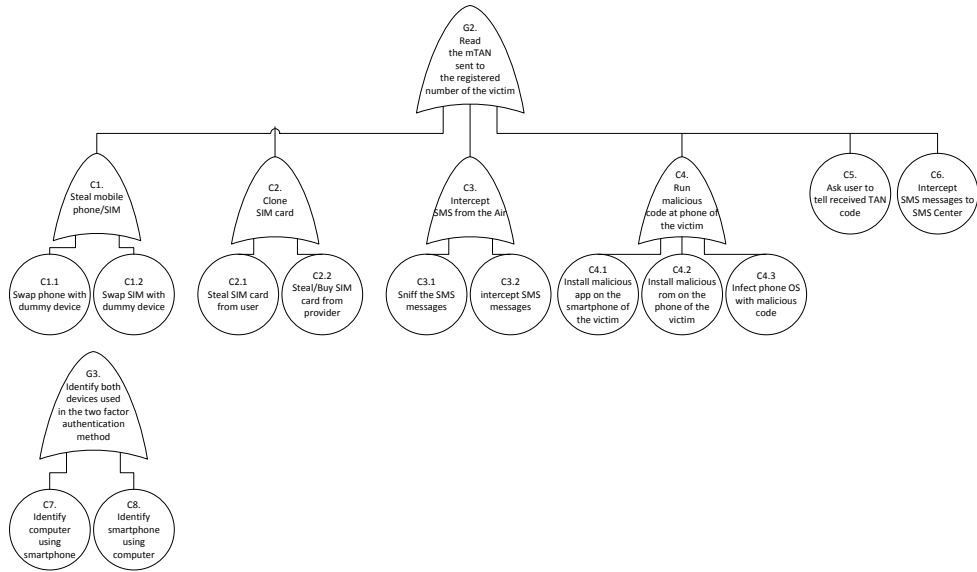 G2.
Read
the mTAN
sent to
the registered
number of the victim
C1.
Steal mobile
phone/SIM
C2.
Clone
SIM card
C3.
Intercept
SMS from the Air
C4.
Run
malicious
code at phone of
the victim
C5.
Ask user to
tell received TAN
code
C6.
Intercept
SMS messages to
SMS Center
C1.1
Swap phone with
dummy device
C1.2
Swap SIM with
dummy device
C2.1
Steal SIM card
from user
C2.2
Steal/Buy SIM
card from
provider
C3.1
Sniff the SMS
messages
C3.2
intercept SMS
messages
C4.1
Install malicious
app on the
smartphone of
the victim
C4.2
Install malicious
rom on the
phone of the
victim
C4.3
Infect phone OS
with malicious
code
G3.
Identify both
devices used
in the two factor
authentication
method
C7.
Identify
computer
using
smartphone
C8.
Identify
smartphone
using
computer